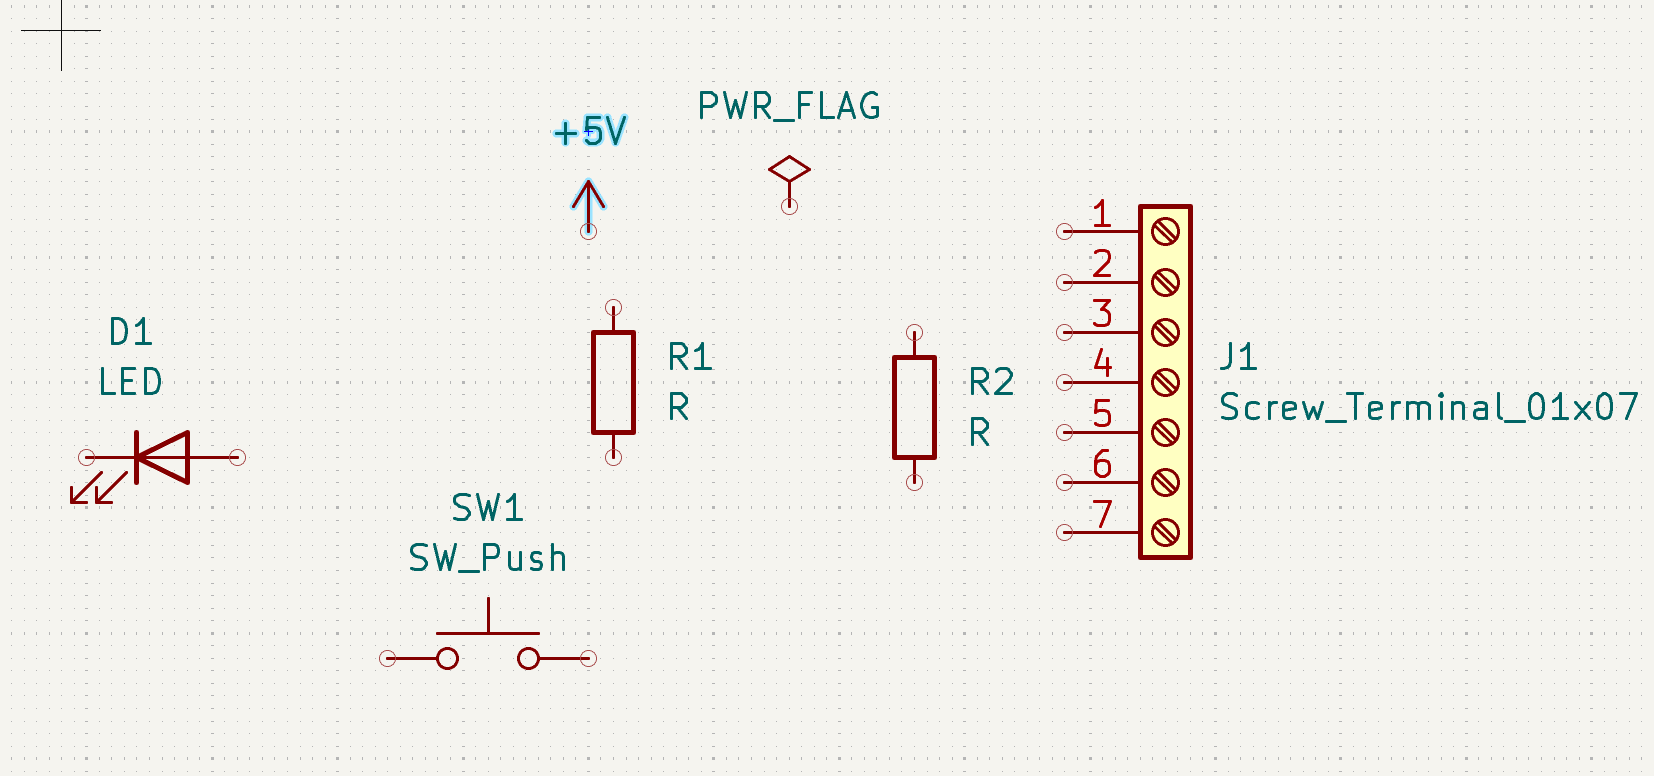 PWR_FLAG
+5V
D1
LED
R1
R
R2
R
SW1
SW_Push
1
2
3
4
5
6
7
J1
Screw_Terminal_01x07